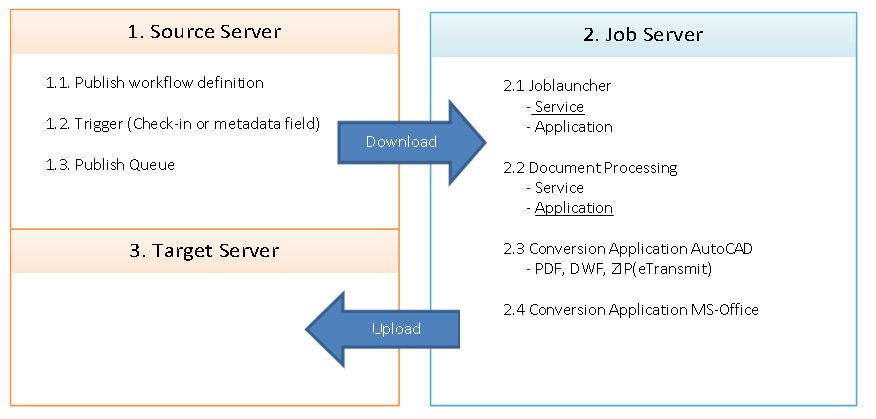 1. Source Server
1.1. Publish workflow definition
1.2. Trigger (Check-in or metadata field)
1.3. Publish Queue
Download
2. Job Server
2.1 Joblauncher
- Service
- Application
2.2 Document Processing
- Service
- Application
2.3 Conversion Application AutoCAD
- PDF, DWF, ZIP(eTransmit)
2.4 Conversion Application MS-Office
Upload
3. Target Server